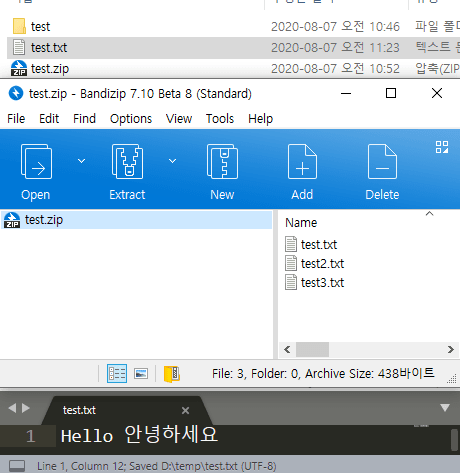 test 2020-08-07 오전 10:46 파일 폴더
test.txt 2020-08-07 오전 11:23 텍스트
test.zip 2020-08-07 오전 10:52 압축(ZIP
test.zip - Bandizip 7.10 Beta 8 (Standard)
File Edit Find Options View Tools Help
Open Extract New Add Delete
ZIP test.zip
Name
test.txt
test2.txt
test3.txt
File: 3, Folder: 0, Archive Size: 438바이트
test.txt
1 Hello 안녕하세요
Line 1, Column 12; Saved D:\temp\test.txt (UTF-8)